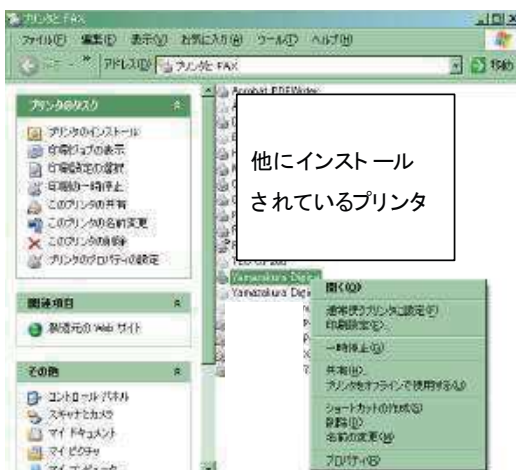 プリンタと FAX
ファイル(F) 編集(E) 表示(V) お気に入り(A) ツール(T) ヘルプ(H)
アドレス(D) プリンタと FAX 移動
プリンタのタスク
プリンタのインストール
印刷ジョブの表示
印刷設定の選択
印刷の一時停止
このプリンタの共有
このプリンタの名前変更
このプリンタの削除
プリンタのプロパティの設定
関連項目
製造元の Web サイト
その他
コントロール パネル
スキャナとカメラ
マイ ドキュメント
マイ ピクチャ
マイ コンピュータ
Acrobat PDFWriter
他にインストール
されているプリンタ
開く(O)
通常使うプリンタに設定(F)
印刷設定(E)...
一時停止(G)
共有(H)...
プリンタをオフラインで使用する(U)
ショートカットの作成(S)
削除(D)
名前の変更(M)
プロパティ(R)